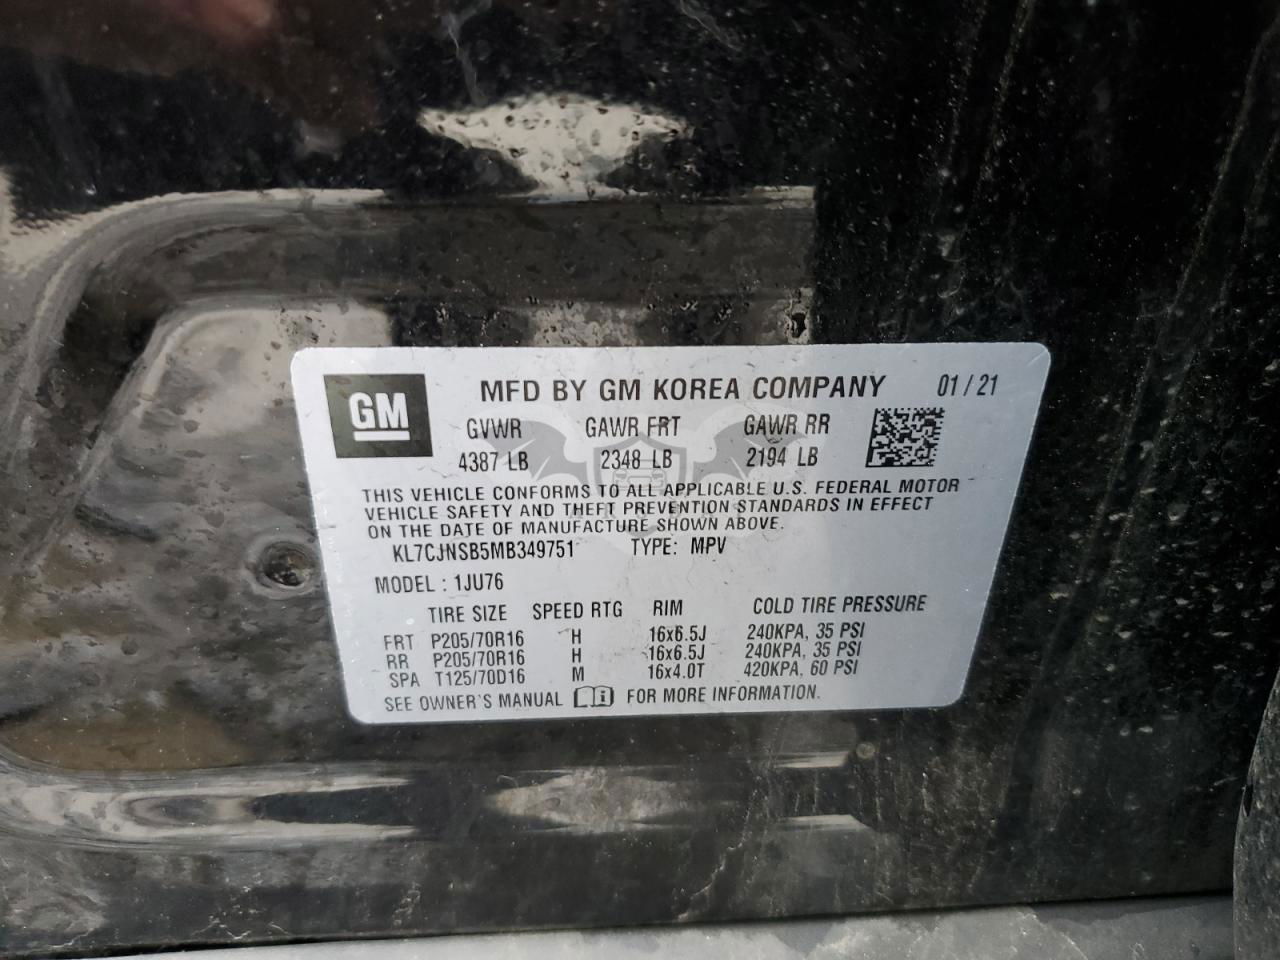 GM
MFD BY GM KOREA COMPANY 01/21
GVWR GAWR FRT GAWR RR
4387 LB 2348 LB 2194 LB
THIS VEHICLE CONFORMS TO ALL APPLICABLE U.S. FEDERAL MOTOR
VEHICLE SAFETY AND THEFT PREVENTION STANDARDS IN EFFECT
ON THE DATE OF MANUFACTURE SHOWN ABOVE.
KL7CJNSB5MB349751 TYPE: MPV
MODEL : 1JU76
TIRE SIZE SPEED RTG RIM COLD TIRE PRESSURE
FRT P205/70R16 H 16x6.5J 240KPA, 35 PSI
RR P205/70R16 H 16x6.5J 240KPA, 35 PSI
SPA T125/70D16 M 16x4.0T 420KPA, 60 PSI
SEE OWNER'S MANUAL i FOR MORE INFORMATION.